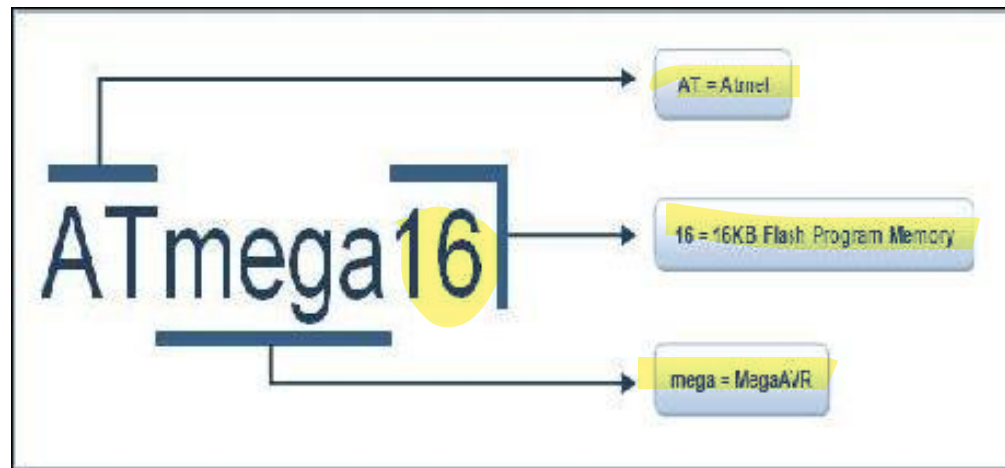 AT = Atmel
ATmega16
16 = 16KB Flash Program Memory
mega = MegaAVR